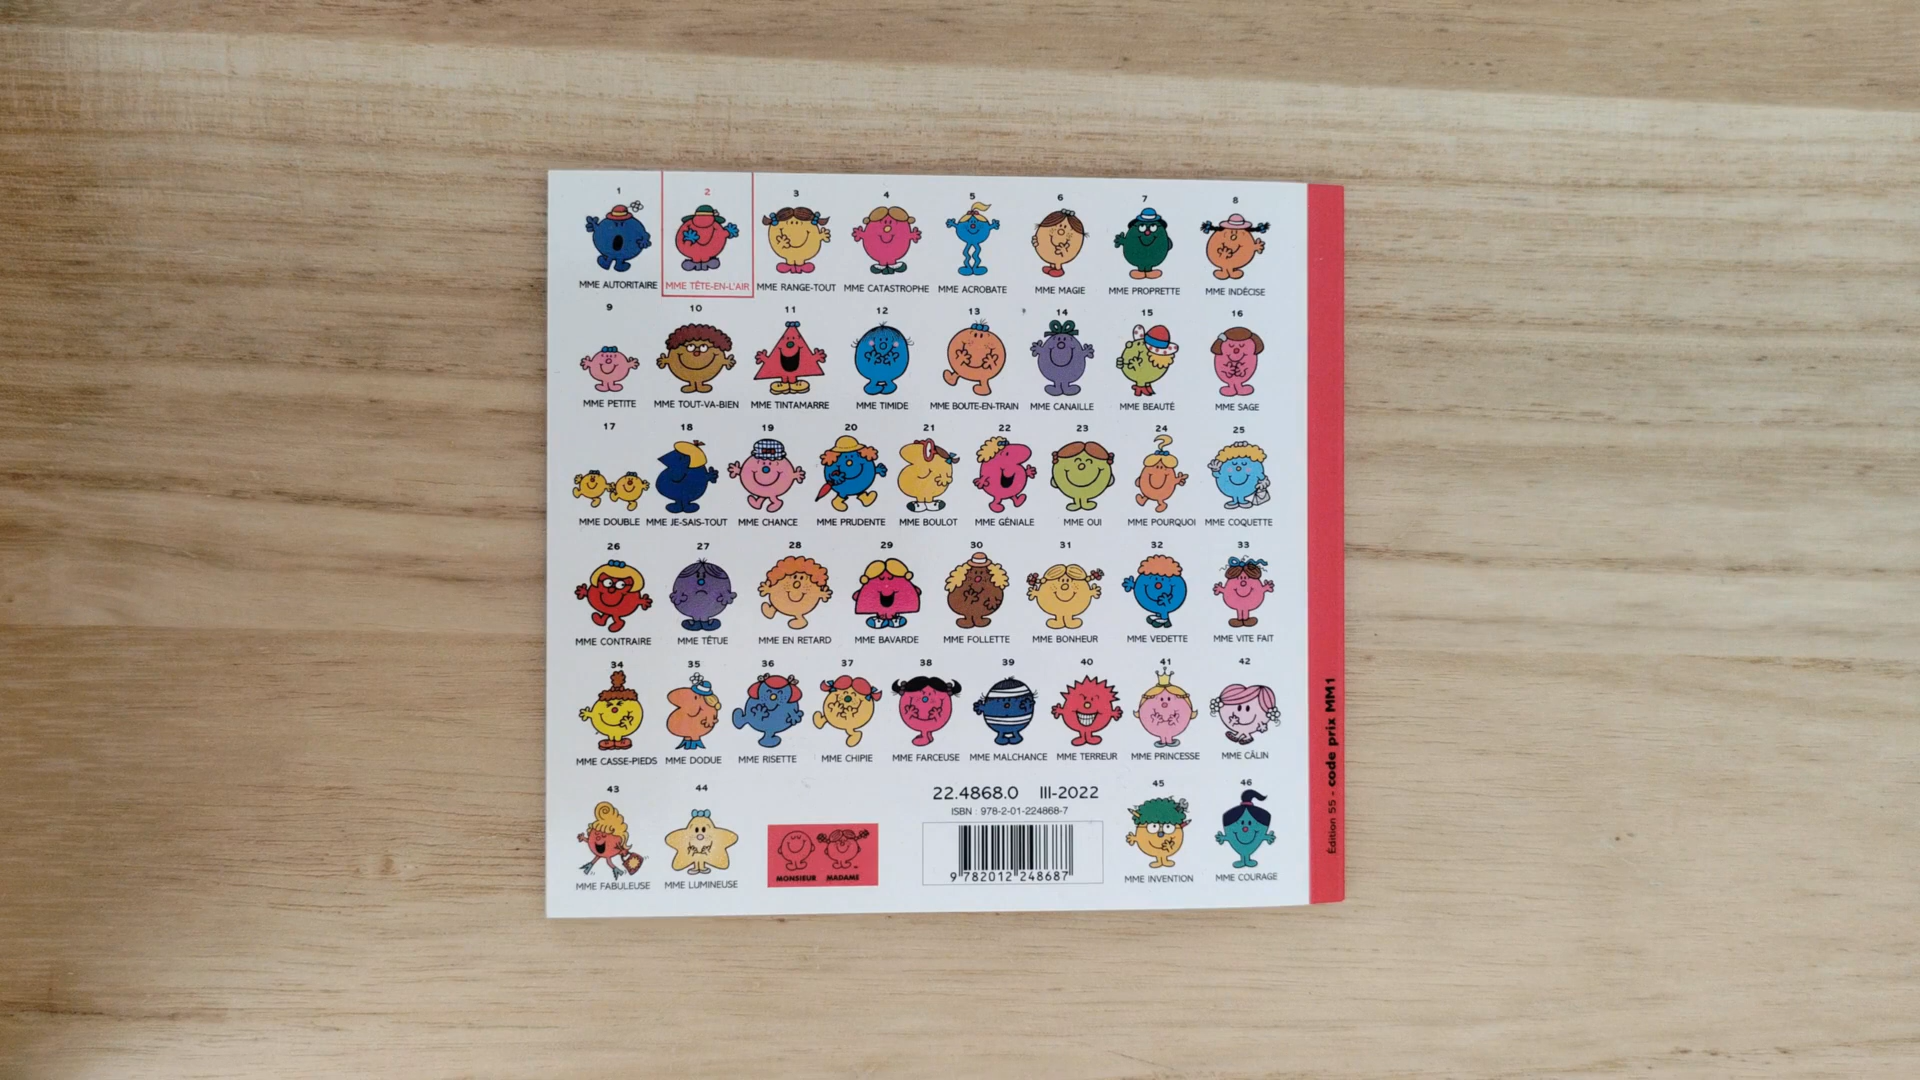 1 2 3 4 5 6 7 8
MME AUTORITAIRE MME TÊTE-EN-L'AIR MME RANGE-TOUT MME CATASTROPHE MME ACROBATE MME MAGIE MME PROPRETTE MME INDÉCISE
9 10 11 12 13 14 15 16
MME PETITE MME TOUT-VA-BIEN MME TINTAMARRE MME TIMIDE MME BOUTE-EN-TRAIN MME CANAILLE MME BEAUTÉ MME SAGE
17 18 19 20 21 22 23 24 25
MME DOUBLE MME JE-SAIS-TOUT MME CHANCE MME PRUDENTE MME BOULOT MME GÉNIALE MME OUI MME POURQUOI MME COQUETTE
26 27 28 29 30 31 32 33
MME CONTRAIRE MME TÊTUE MME EN RETARD MME BAVARDE MME FOLLETTE MME BONHEUR MME VEDETTE MME VITE FAIT
34 35 36 37 38 39 40 41 42
MME CASSE-PIEDS MME DODUE MME RISETTE MME CHIPIE MME FARCEUSE MME MALCHANCE MME TERREUR MME PRINCESSE MME CÂLIN
43 44 45 46
MME FABULEUSE MME LUMINEUSE MME INVENTION MME COURAGE
MONSIEUR MADAME
22.4868.0 III-2022
ISBN : 978-2-01-224868-7
9 782012 248687
Édition 55 - code prix MM1